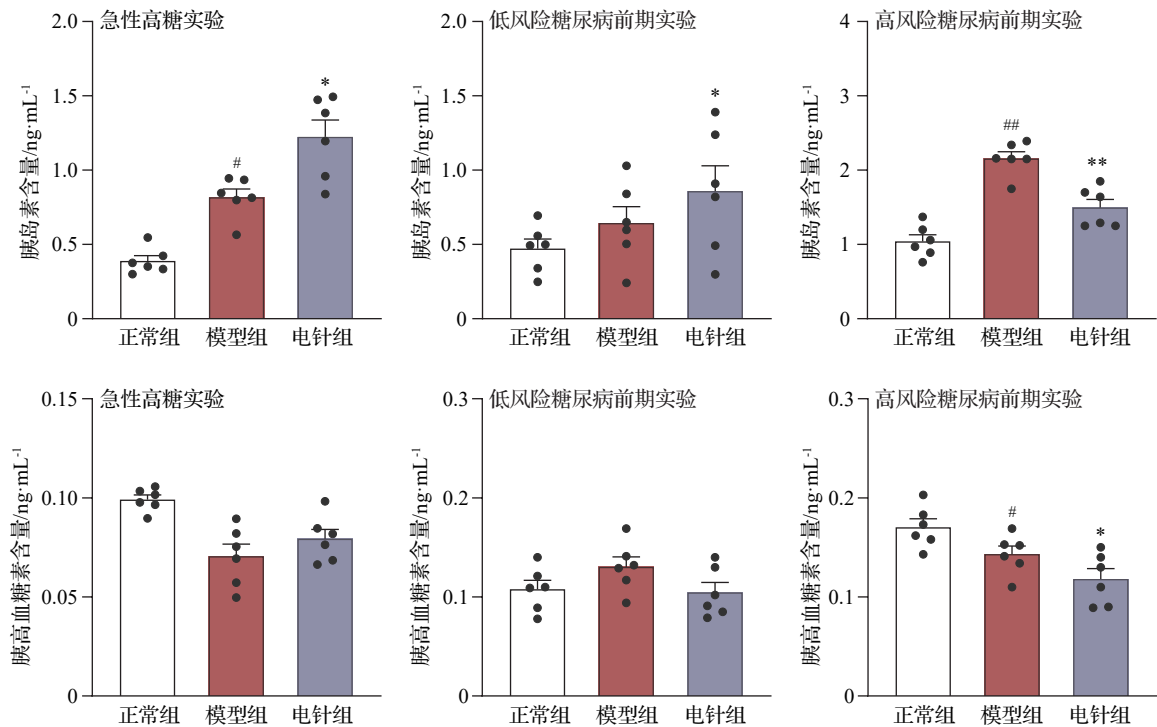 急性高糖实验
胰岛素含量/ng·mL⁻¹
2.0
1.5
1.0
0.5
0
#
*
正常组 模型组 电针组
低风险糖尿病前期实验
胰岛素含量/ng·mL⁻¹
2.0
1.5
1.0
0.5
0
*
正常组 模型组 电针组
高风险糖尿病前期实验
胰岛素含量/ng·mL⁻¹
4
3
2
1
0
##
**
正常组 模型组 电针组
急性高糖实验
胰高血糖素含量/ng·mL⁻¹
0.15
0.10
0.05
0
正常组 模型组 电针组
低风险糖尿病前期实验
胰高血糖素含量/ng·mL⁻¹
0.3
0.2
0.1
0
正常组 模型组 电针组
高风险糖尿病前期实验
胰高血糖素含量/ng·mL⁻¹
0.3
0.2
0.1
0
#
*
正常组 模型组 电针组